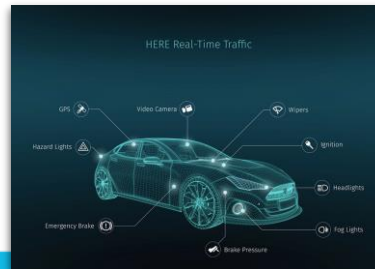 HERE Real-Time Traffic
GPS
Video Camera
Wipers
Hazard Lights
Ignition
Headlights
Emergency Brake
Fog Lights
Brake Pressure